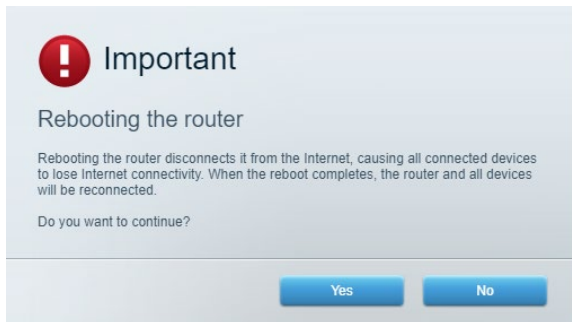 Important
Rebooting the router
Rebooting the router disconnects it from the Internet, causing all connected devices
to lose Internet connectivity. When the reboot completes, the router and all devices
will be reconnected.
Do you want to continue?
Yes
No